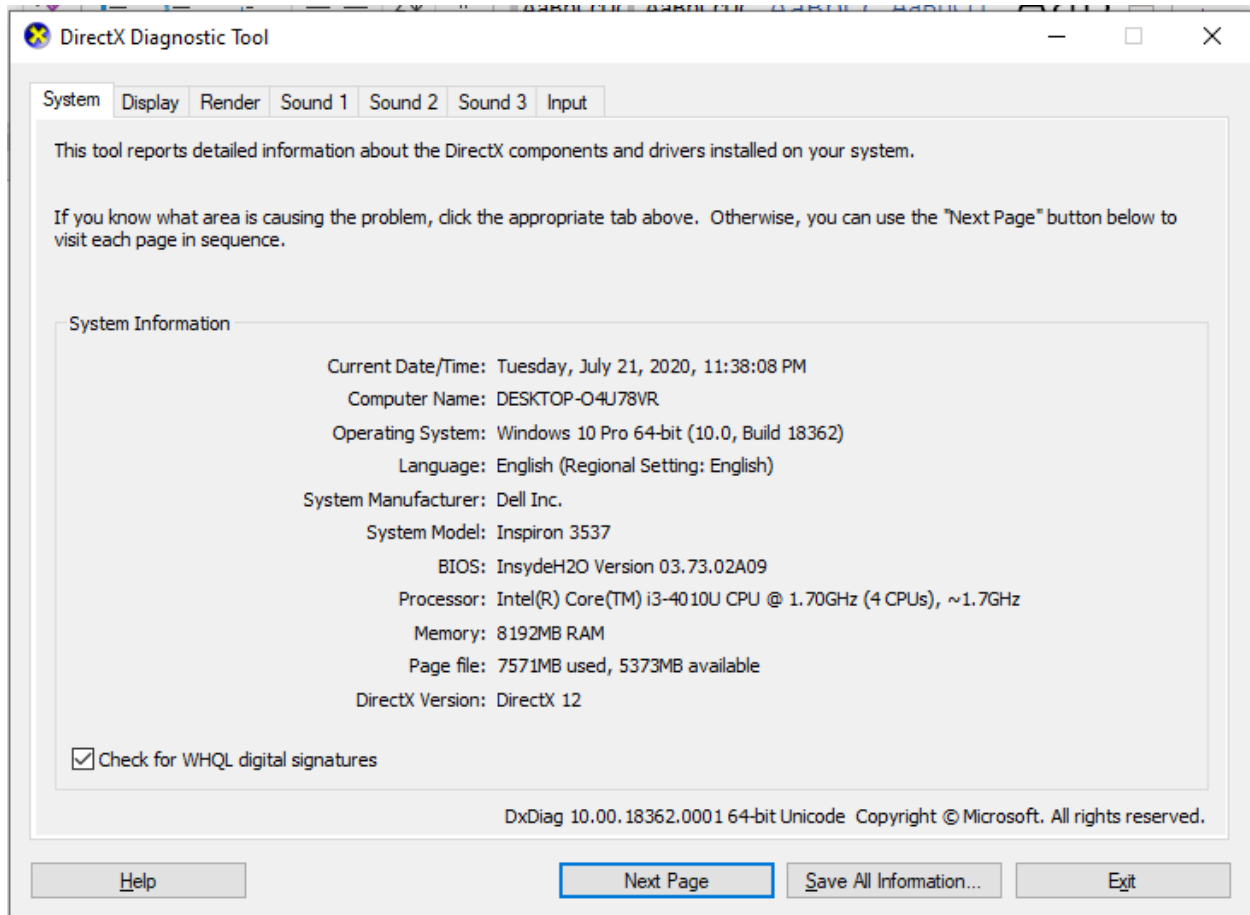 DirectX Diagnostic Tool
System Display Render Sound 1 Sound 2 Sound 3 Input
This tool reports detailed information about the DirectX components and drivers installed on your system.
If you know what area is causing the problem, click the appropriate tab above.  Otherwise, you can use the "Next Page" button below to
visit each page in sequence.
System Information
Current Date/Time: Tuesday, July 21, 2020, 11:38:08 PM
Computer Name: DESKTOP-O4U78VR
Operating System: Windows 10 Pro 64-bit (10.0, Build 18362)
Language: English (Regional Setting: English)
System Manufacturer: Dell Inc.
System Model: Inspiron 3537
BIOS: InsydeH2O Version 03.73.02A09
Processor: Intel(R) Core(TM) i3-4010U CPU @ 1.70GHz (4 CPUs), ~1.7GHz
Memory: 8192MB RAM
Page file: 7571MB used, 5373MB available
DirectX Version: DirectX 12
Check for WHQL digital signatures
DxDiag 10.00.18362.0001 64-bit Unicode  Copyright © Microsoft. All rights reserved.
Help Next Page Save All Information... Exit